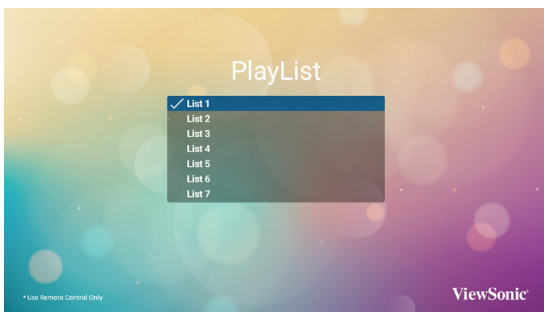 PlayList
List 1
List 2
List 3
List 4
List 5
List 6
List 7
* Use Remote Control Only
ViewSonic®